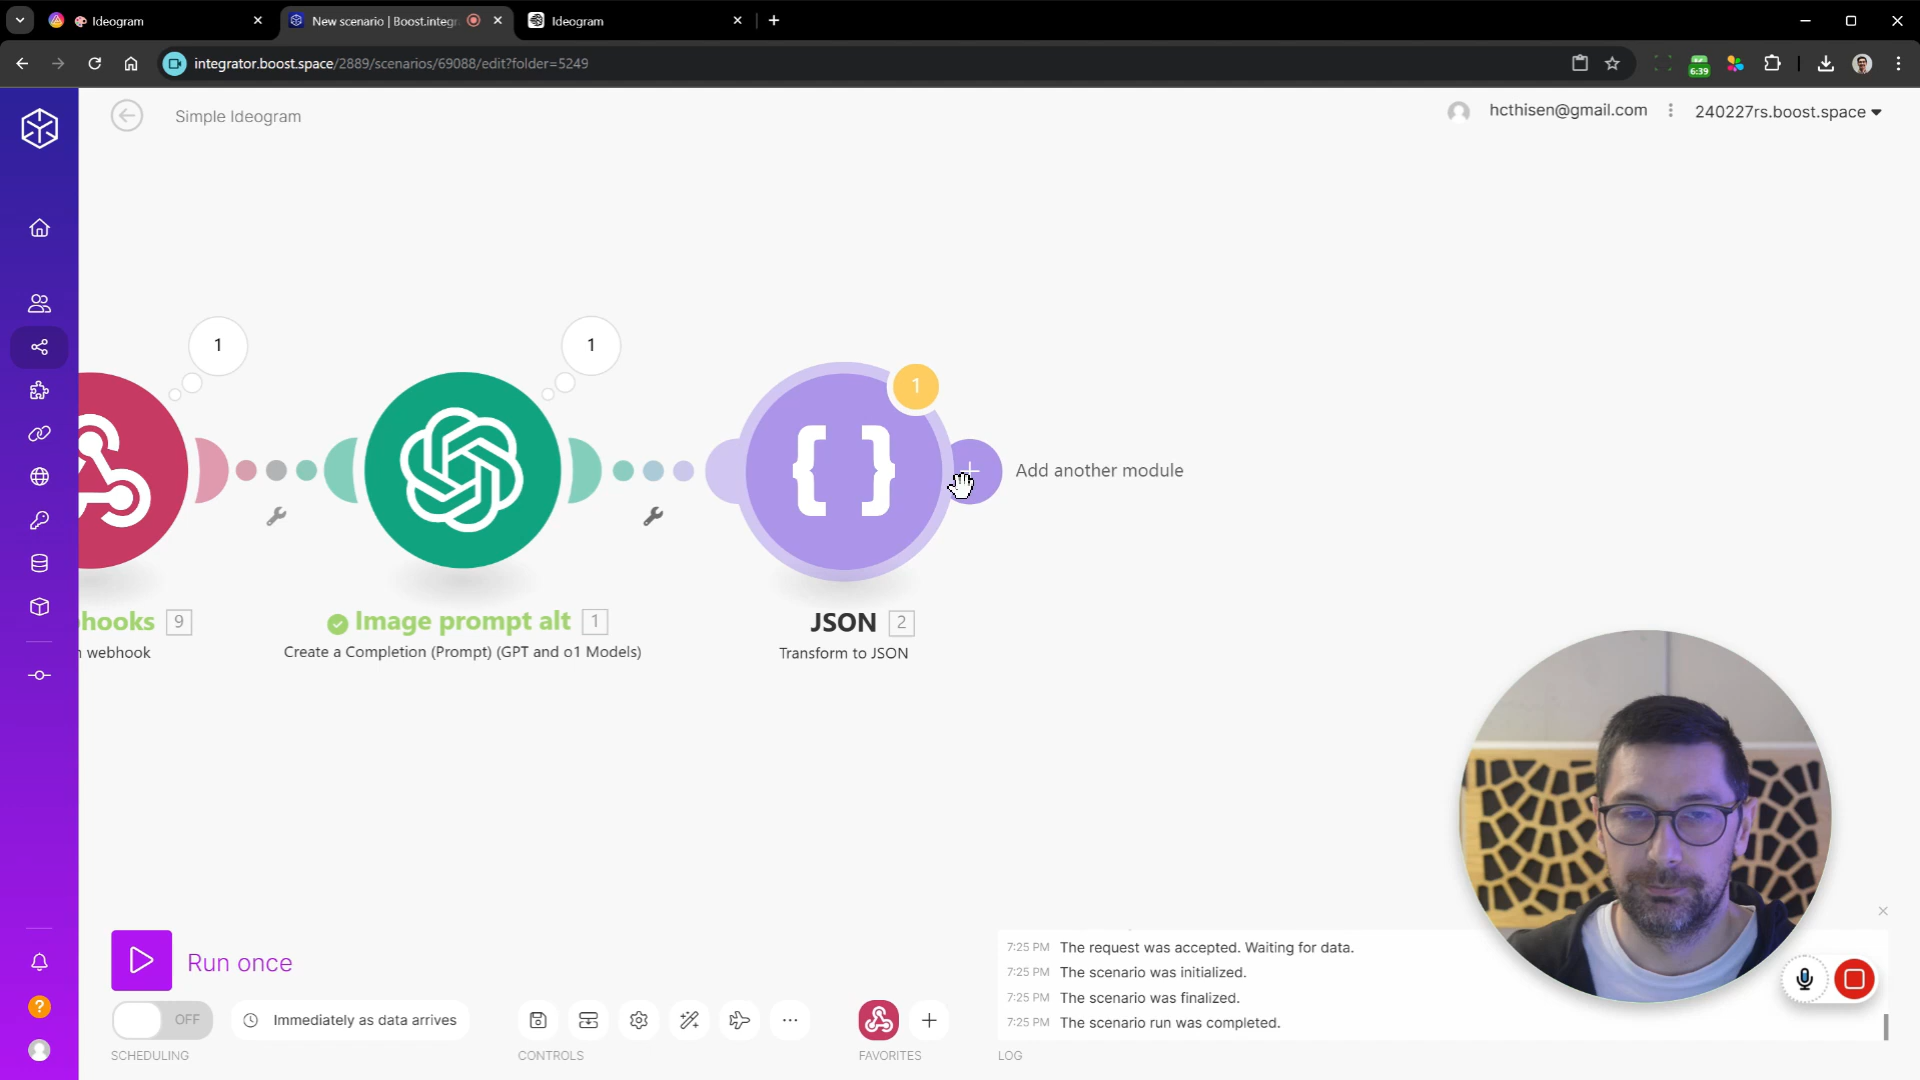 Ideogram
New scenario | Boost.integr
Ideogram
integrator.boost.space/2889/scenarios/69088/edit?folder=5249
6:39
Simple Ideogram
hcthisen@gmail.com
240227rs.boost.space
1
1
1
Add another module
hooks 9
webhook
Image prompt alt 1
Create a Completion (Prompt) (GPT and o1 Models)
JSON 2
Transform to JSON
Run once
OFF
Immediately as data arrives
SCHEDULING
CONTROLS
FAVORITES
7:25 PM The request was accepted. Waiting for data.
7:25 PM The scenario was initialized.
7:25 PM The scenario was finalized.
7:25 PM The scenario run was completed.
LOG
?